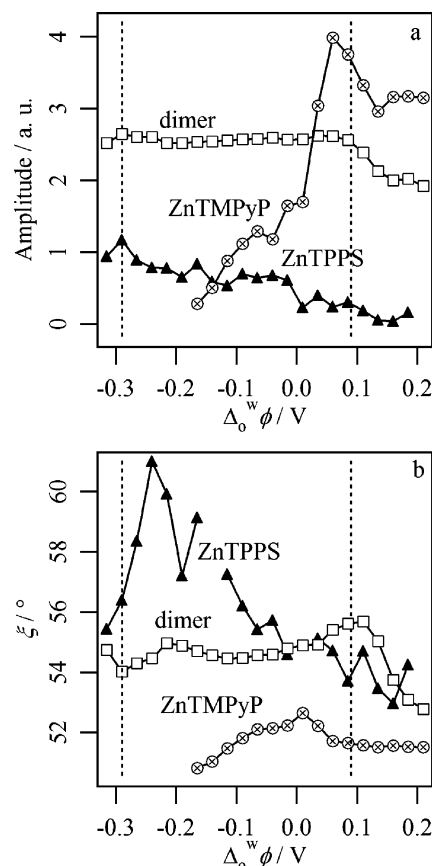 a
4
3
2
1
0
Amplitude / a. u.
dimer
ZnTMPyP
ZnTPPS
-0.3 -0.2 -0.1 0.0 0.1 0.2
Δ_o^w ϕ / V
b
60
58
56
54
52
ξ / °
ZnTPPS
dimer
ZnTMPyP
-0.3 -0.2 -0.1 0.0 0.1 0.2
Δ_o^w ϕ / V